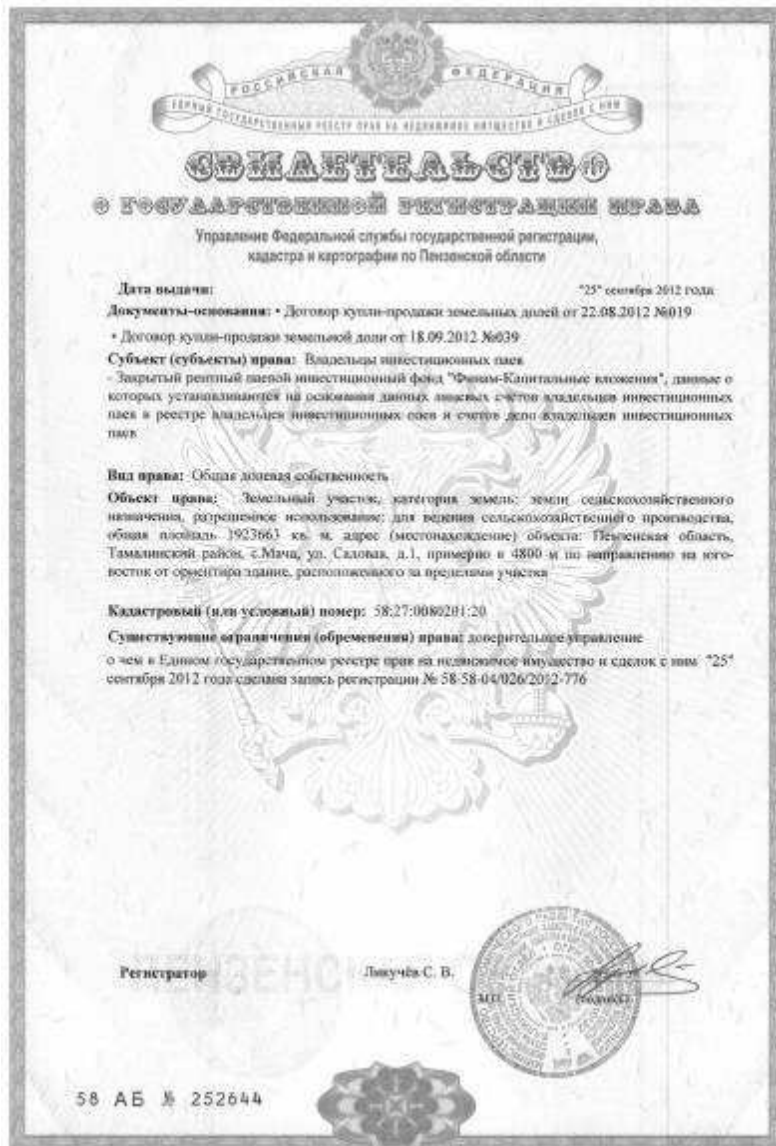 РОССИЙСКАЯ ФЕДЕРАЦИЯ
ЕДИНЫЙ ГОСУДАРСТВЕННЫЙ РЕЕСТР ПРАВ НА НЕДВИЖИМОЕ ИМУЩЕСТВО И СДЕЛОК С НИМ
СВИДЕТЕЛЬСТВО
О ГОСУДАРСТВЕННОЙ РЕГИСТРАЦИИ ПРАВА
Управление Федеральной службы государственной регистрации,
кадастра и картографии по Пензенской области
Дата выдачи: "25" сентября 2012 года
Документы-основания: • Договор купли-продажи земельных долей от 22.08.2012 №019
• Договор купли-продажи земельной доли от 18.09.2012 №039
Субъект (субъекты) права: Владельцы инвестиционных паев
- Закрытый рентный паевой инвестиционный фонд "Финам-Капитальные вложения", данные о
которых устанавливаются на основании данных лицевых счетов владельцев инвестиционных
паев в реестре владельцев инвестиционных паев и счетов депо владельцев инвестиционных
паев
Вид права: Общая долевая собственность
Объект права: Земельный участок, категория земель: земли сельскохозяйственного
назначения, разрешенное использование: для ведения сельскохозяйственного производства,
общая площадь 1923663 кв. м, адрес (местонахождение) объекта: Пензенская область,
Тамалинский район, с.Мача, ул. Садовая, д.1, примерно в 4800 м по направлению на юго-
восток от ориентира здание, расположенного за пределами участка
Кадастровый (или условный) номер: 58:27:0080201:20
Существующие ограничения (обременения) права: доверительное управление
о чем в Едином государственном реестре прав на недвижимое имущество и сделок с ним "25"
сентября 2012 года сделана запись регистрации № 58-58-04/026/2012-776
Регистратор Ликучёв С. В.
М.П. (подпись)
58 АБ № 252644